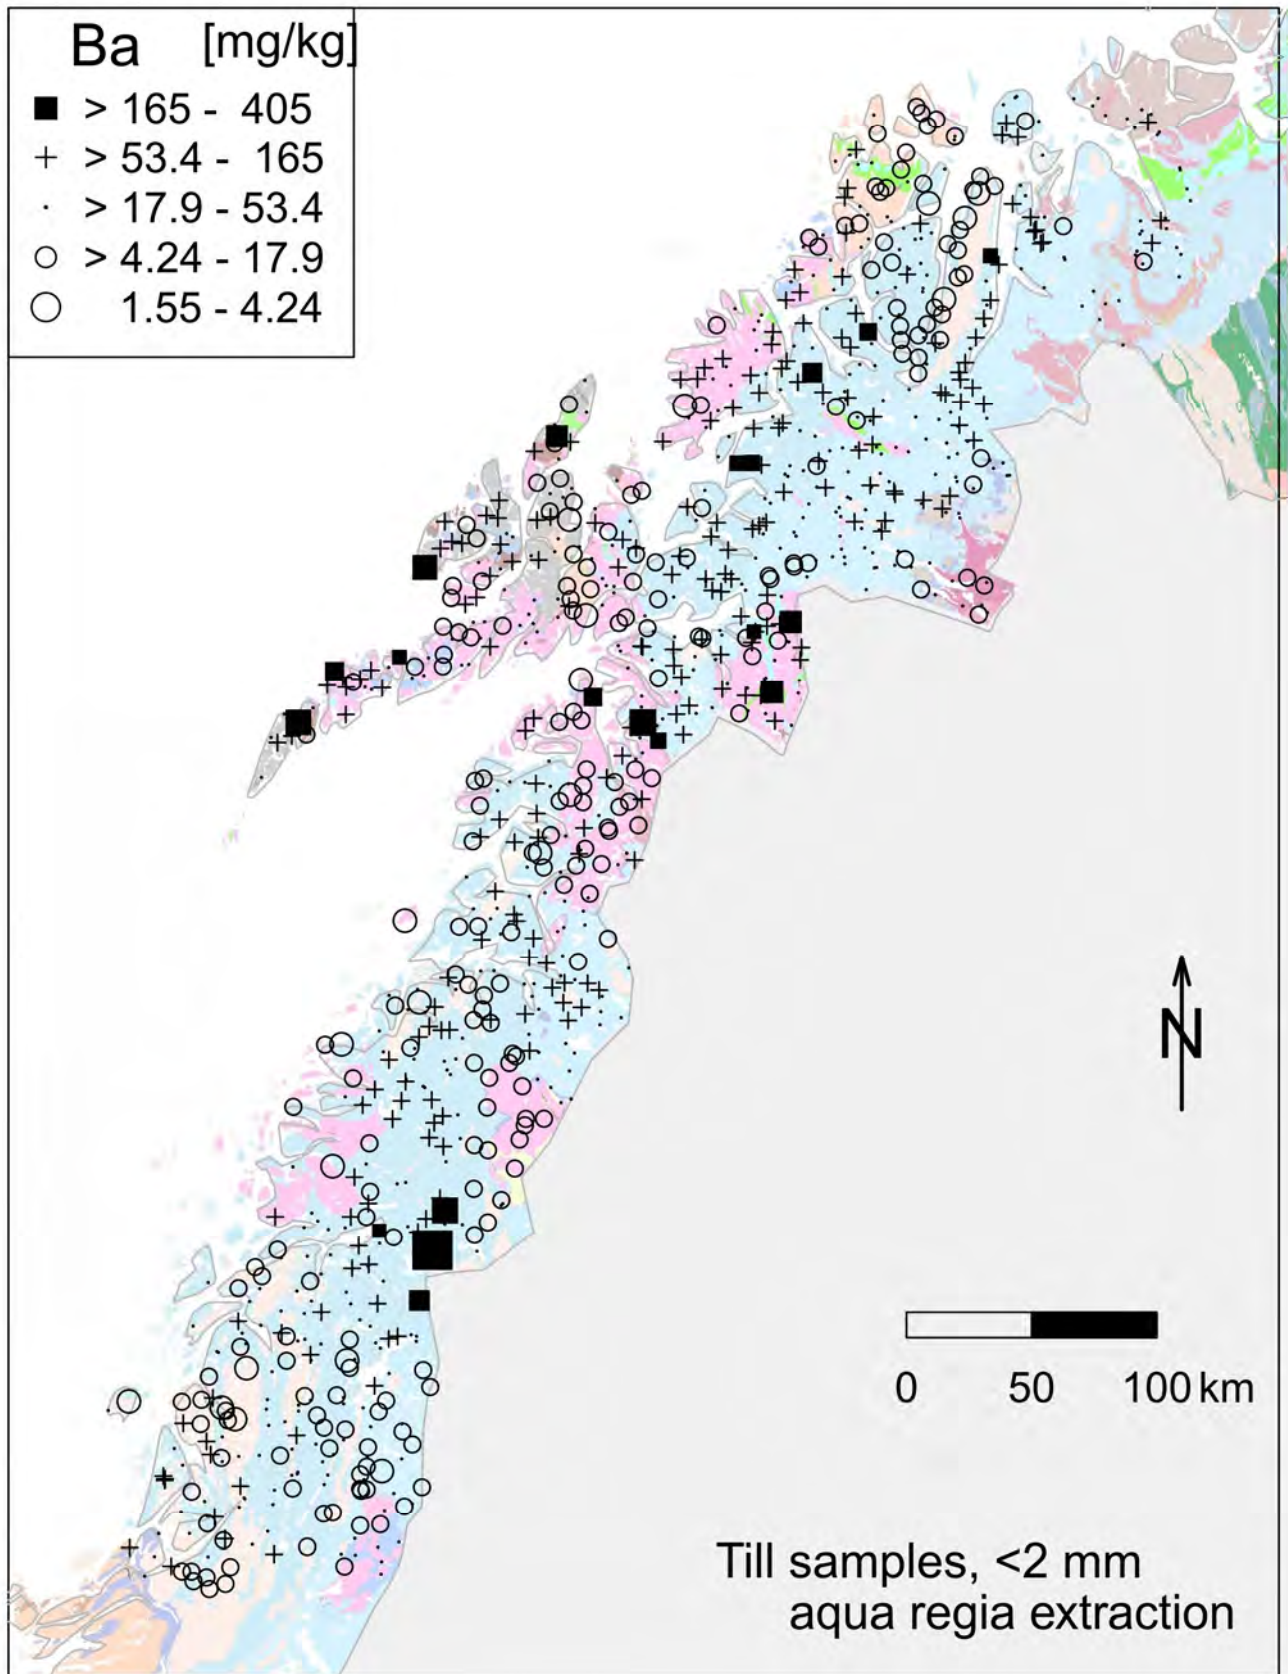 Ba [mg/kg]
> 165 - 405
> 53.4 - 165
> 17.9 - 53.4
> 4.24 - 17.9
1.55 - 4.24
N
0 50 100 km
Till samples, <2 mm
aqua regia extraction